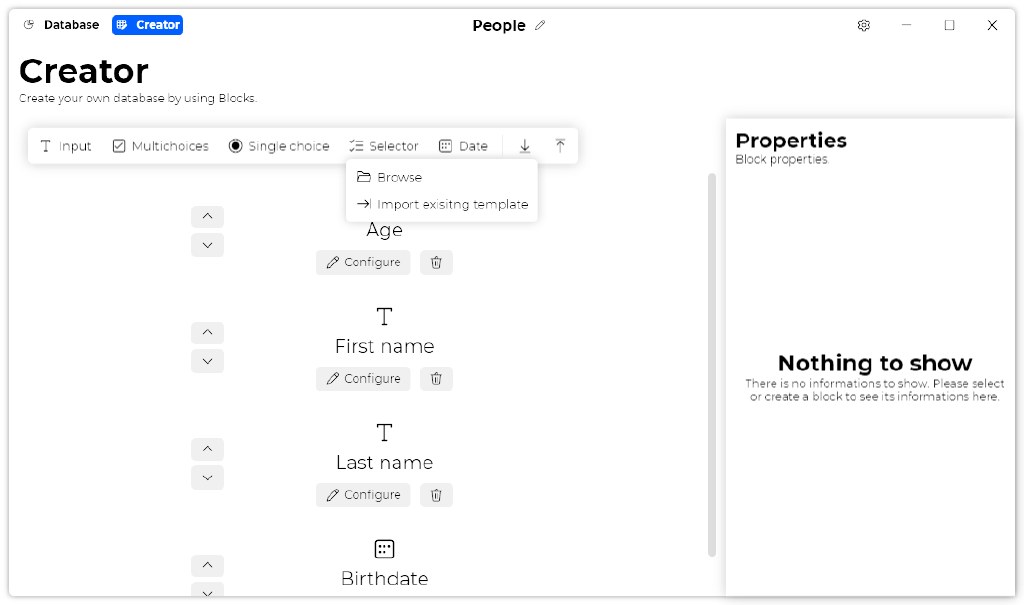 Database
Creator
People
Creator
Create your own database by using Blocks.
Input
Multichoices
Single choice
Selector
Date
Browse
Import exisitng template
Age
Configure
First name
Configure
Last name
Configure
Birthdate
Properties
Block properties.
Nothing to show
There is no informations to show. Please select
or create a block to see its informations here.